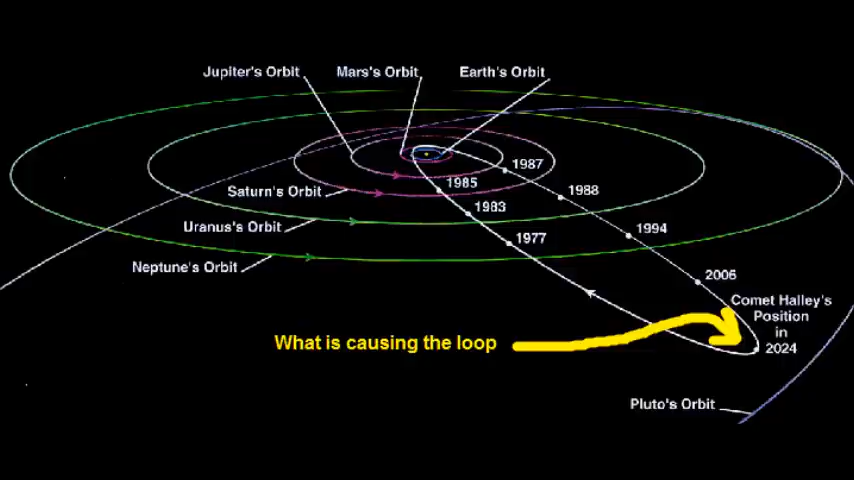 Jupiter's Orbit
Mars's Orbit
Earth's Orbit
1987
1985
Saturn's Orbit
1988
1983
Uranus's Orbit
1994
1977
Neptune's Orbit
2006
Comet Halley's
Position
in
2024
What is causing the loop
Pluto's Orbit